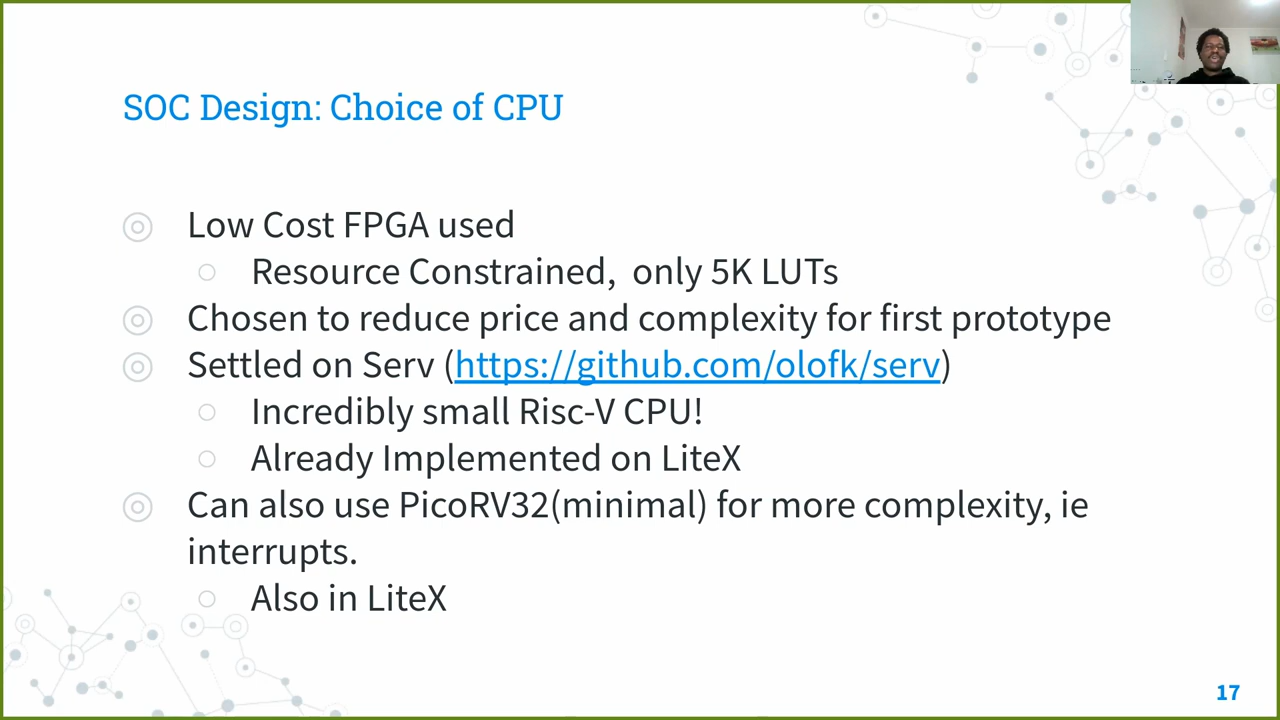 SOC Design: Choice of CPU
Low Cost FPGA used
Resource Constrained,  only 5K LUTs
Chosen to reduce price and complexity for first prototype
Settled on Serv (https://github.com/olofk/serv)
Incredibly small Risc-V CPU!
Already Implemented on LiteX
Can also use PicoRV32(minimal) for more complexity, ie
interrupts.
Also in LiteX
17